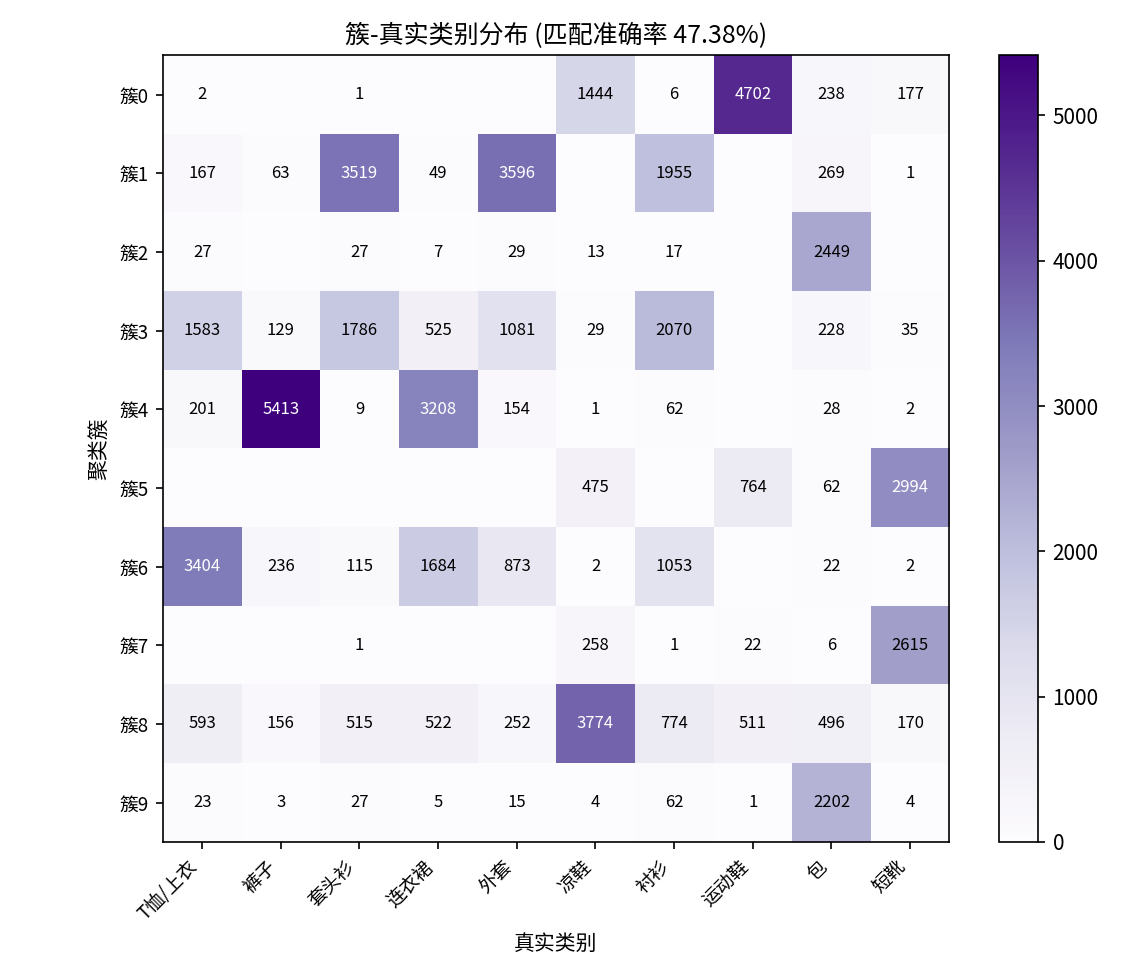 簇-真实类别分布 (匹配准确率 47.38%)
簇0 2 1 1444 6 4702 238 177
簇1 167 63 3519 49 3596 1955 269 1
簇2 27 27 7 29 13 17 2449
簇3 1583 129 1786 525 1081 29 2070 228 35
簇4 201 5413 9 3208 154 1 62 28 2
簇5 475 764 62 2994
簇6 3404 236 115 1684 873 2 1053 22 2
簇7 1 258 1 22 6 2615
簇8 593 156 515 522 252 3774 774 511 496 170
簇9 23 3 27 5 15 4 62 1 2202 4
聚类簇
T恤/上衣 裤子 套头衫 连衣裙 外套 凉鞋 衬衫 运动鞋 包 短靴
真实类别
5000
4000
3000
2000
1000
0